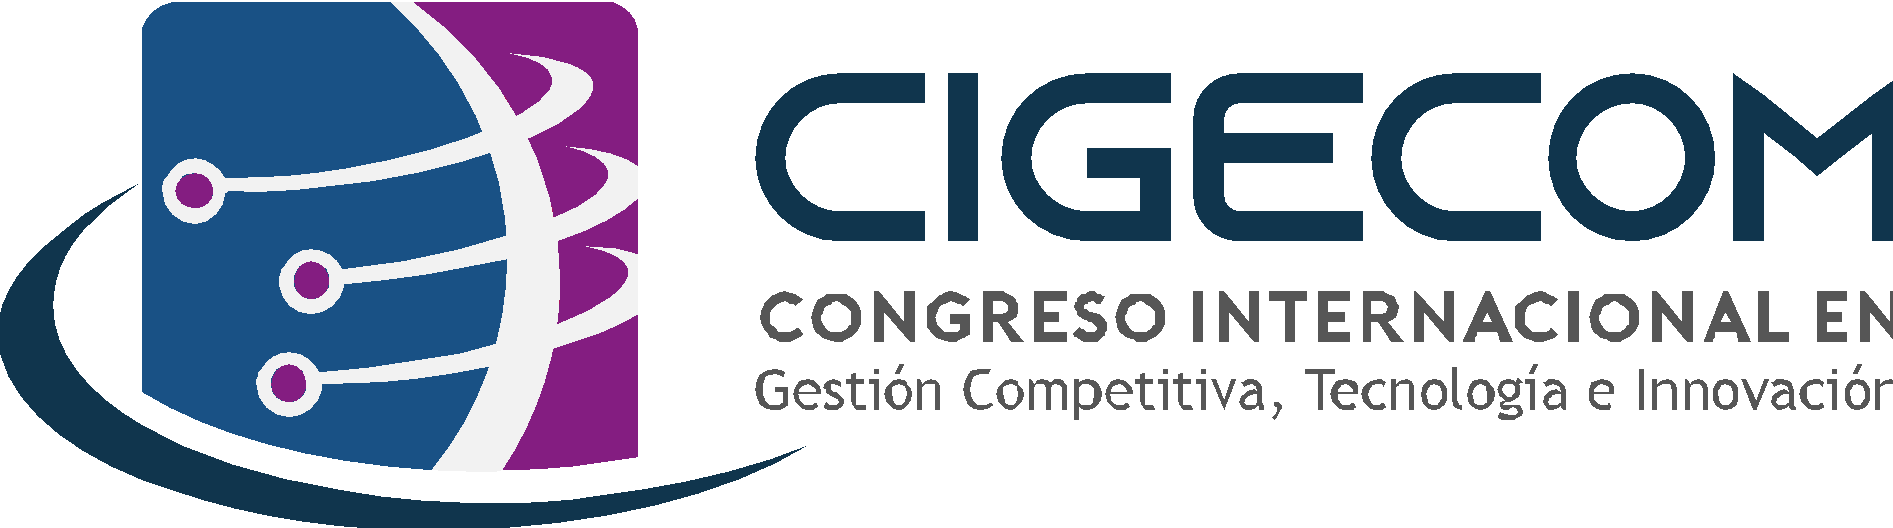 CIGECOM
CONGRESO INTERNACIONAL EN
Gestión Competitiva, Tecnología e Innovación